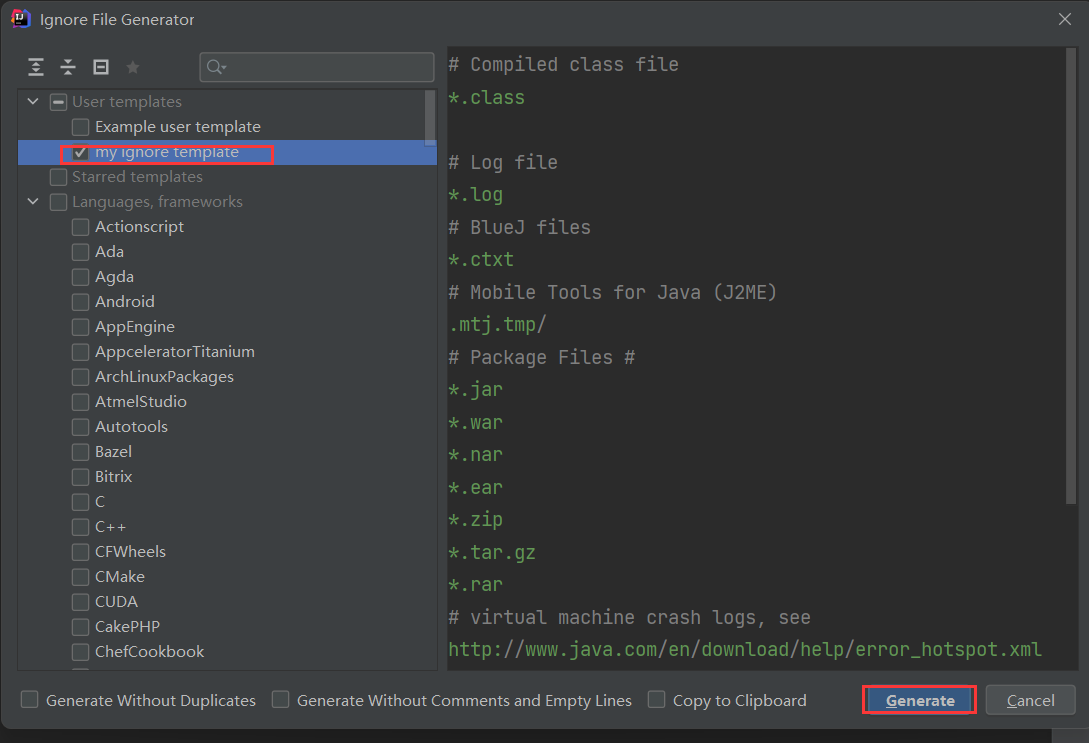 Ignore File Generator
User templates
Example user template
my ignore template
Starred templates
Languages, frameworks
Actionscript
Ada
Agda
Android
AppEngine
AppceleratorTitanium
ArchLinuxPackages
AtmelStudio
Autotools
Bazel
Bitrix
C
C++
CFWheels
CMake
CUDA
CakePHP
ChefCookbook
# Compiled class file
*.class
# Log file
*.log
# BlueJ files
*.ctxt
# Mobile Tools for Java (J2ME)
.mtj.tmp/
# Package Files #
*.jar
*.war
*.nar
*.ear
*.zip
*.tar.gz
*.rar
# virtual machine crash logs, see
http://www.java.com/en/download/help/error_hotspot.xml
Generate Without Duplicates
Generate Without Comments and Empty Lines
Copy to Clipboard
Generate
Cancel